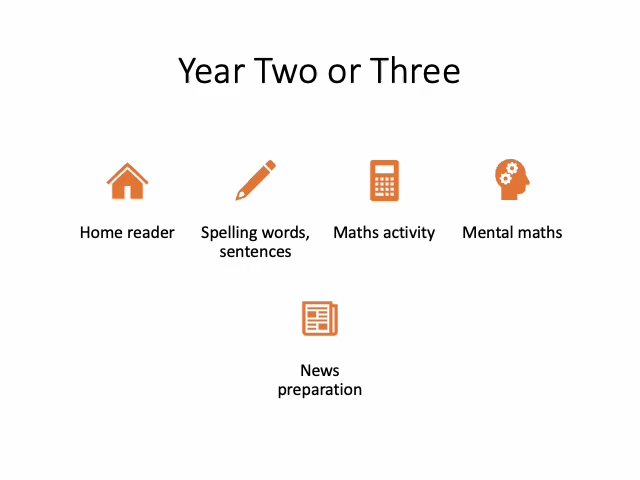 Year Two or Three
Home reader
Spelling words,
sentences
Maths activity
Mental maths
News
preparation